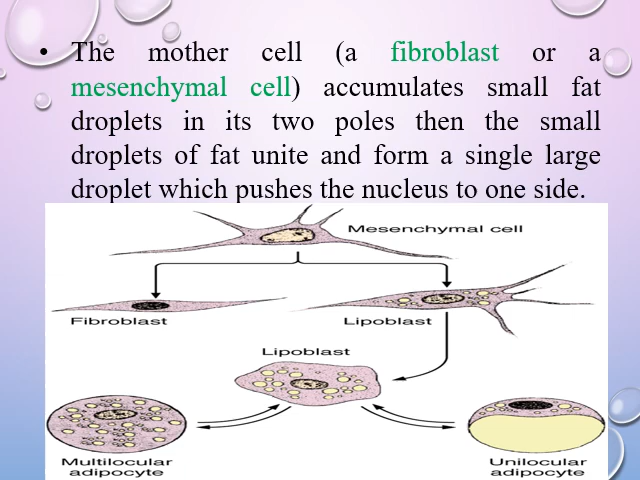 • The mother cell (a fibroblast or a
mesenchymal cell) accumulates small fat
droplets in its two poles then the small
droplets of fat unite and form a single large
droplet which pushes the nucleus to one side.
Mesenchymal cell
Fibroblast
Lipoblast
Lipoblast
Multilocular
adipocyte
Unilocular
adipocyte